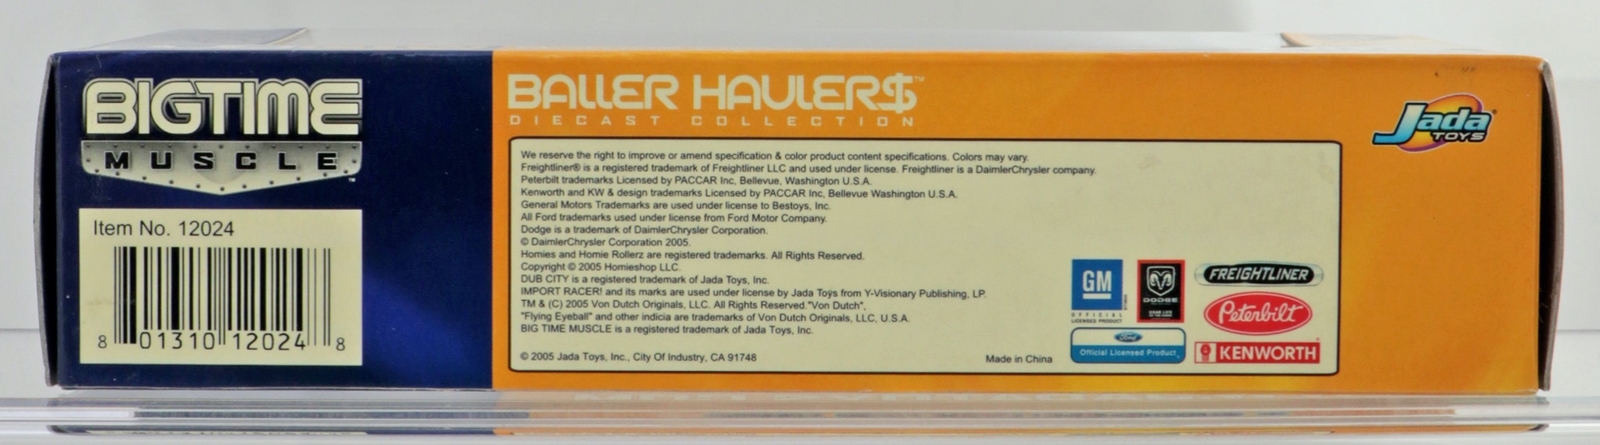 BIGTIME
MUSCLE™
Item No. 12024
8 01310 12024 8
BALLER HAULER$™
DIECAST COLLECTION
We reserve the right to improve or amend specification & color product content specifications. Colors may vary.
Freightliner® is a registered trademark of Freightliner LLC and used under license. Freightliner is a DaimlerChrysler company.
Peterbilt trademarks Licensed by PACCAR Inc, Bellevue, Washington U.S.A.
Kenworth and KW & design trademarks Licensed by PACCAR Inc, Bellevue Washington U.S.A.
General Motors Trademarks are used under license to Bestoys, Inc.
All Ford trademarks used under license from Ford Motor Company.
Dodge is a trademark of DaimlerChrysler Corporation.
© DaimlerChrysler Corporation 2005.
Homies and Homie Rollerz are registered trademarks. All Rights Reserved.
Copyright © 2005 Homieshop LLC.
DUB CITY is a registered trademark of Jada Toys, Inc.
IMPORT RACER! and its marks are used under license by Jada Toys from Y-Visionary Publishing, LP.
TM & (C) 2005 Von Dutch Originals, LLC. All Rights Reserved."Von Dutch",
"Flying Eyeball" and other indicia are trademarks of Von Dutch Originals, LLC, U.S.A.
BIG TIME MUSCLE is a registered trademark of Jada Toys, Inc.
© 2005 Jada Toys, Inc., City Of Industry, CA 91748
Made in China
GM
OFFICIAL
LICENSED PRODUCT
DODGE
Ford
Official Licensed Product
FREIGHTLINER
Peterbilt
KENWORTH
Jada®
TOYS